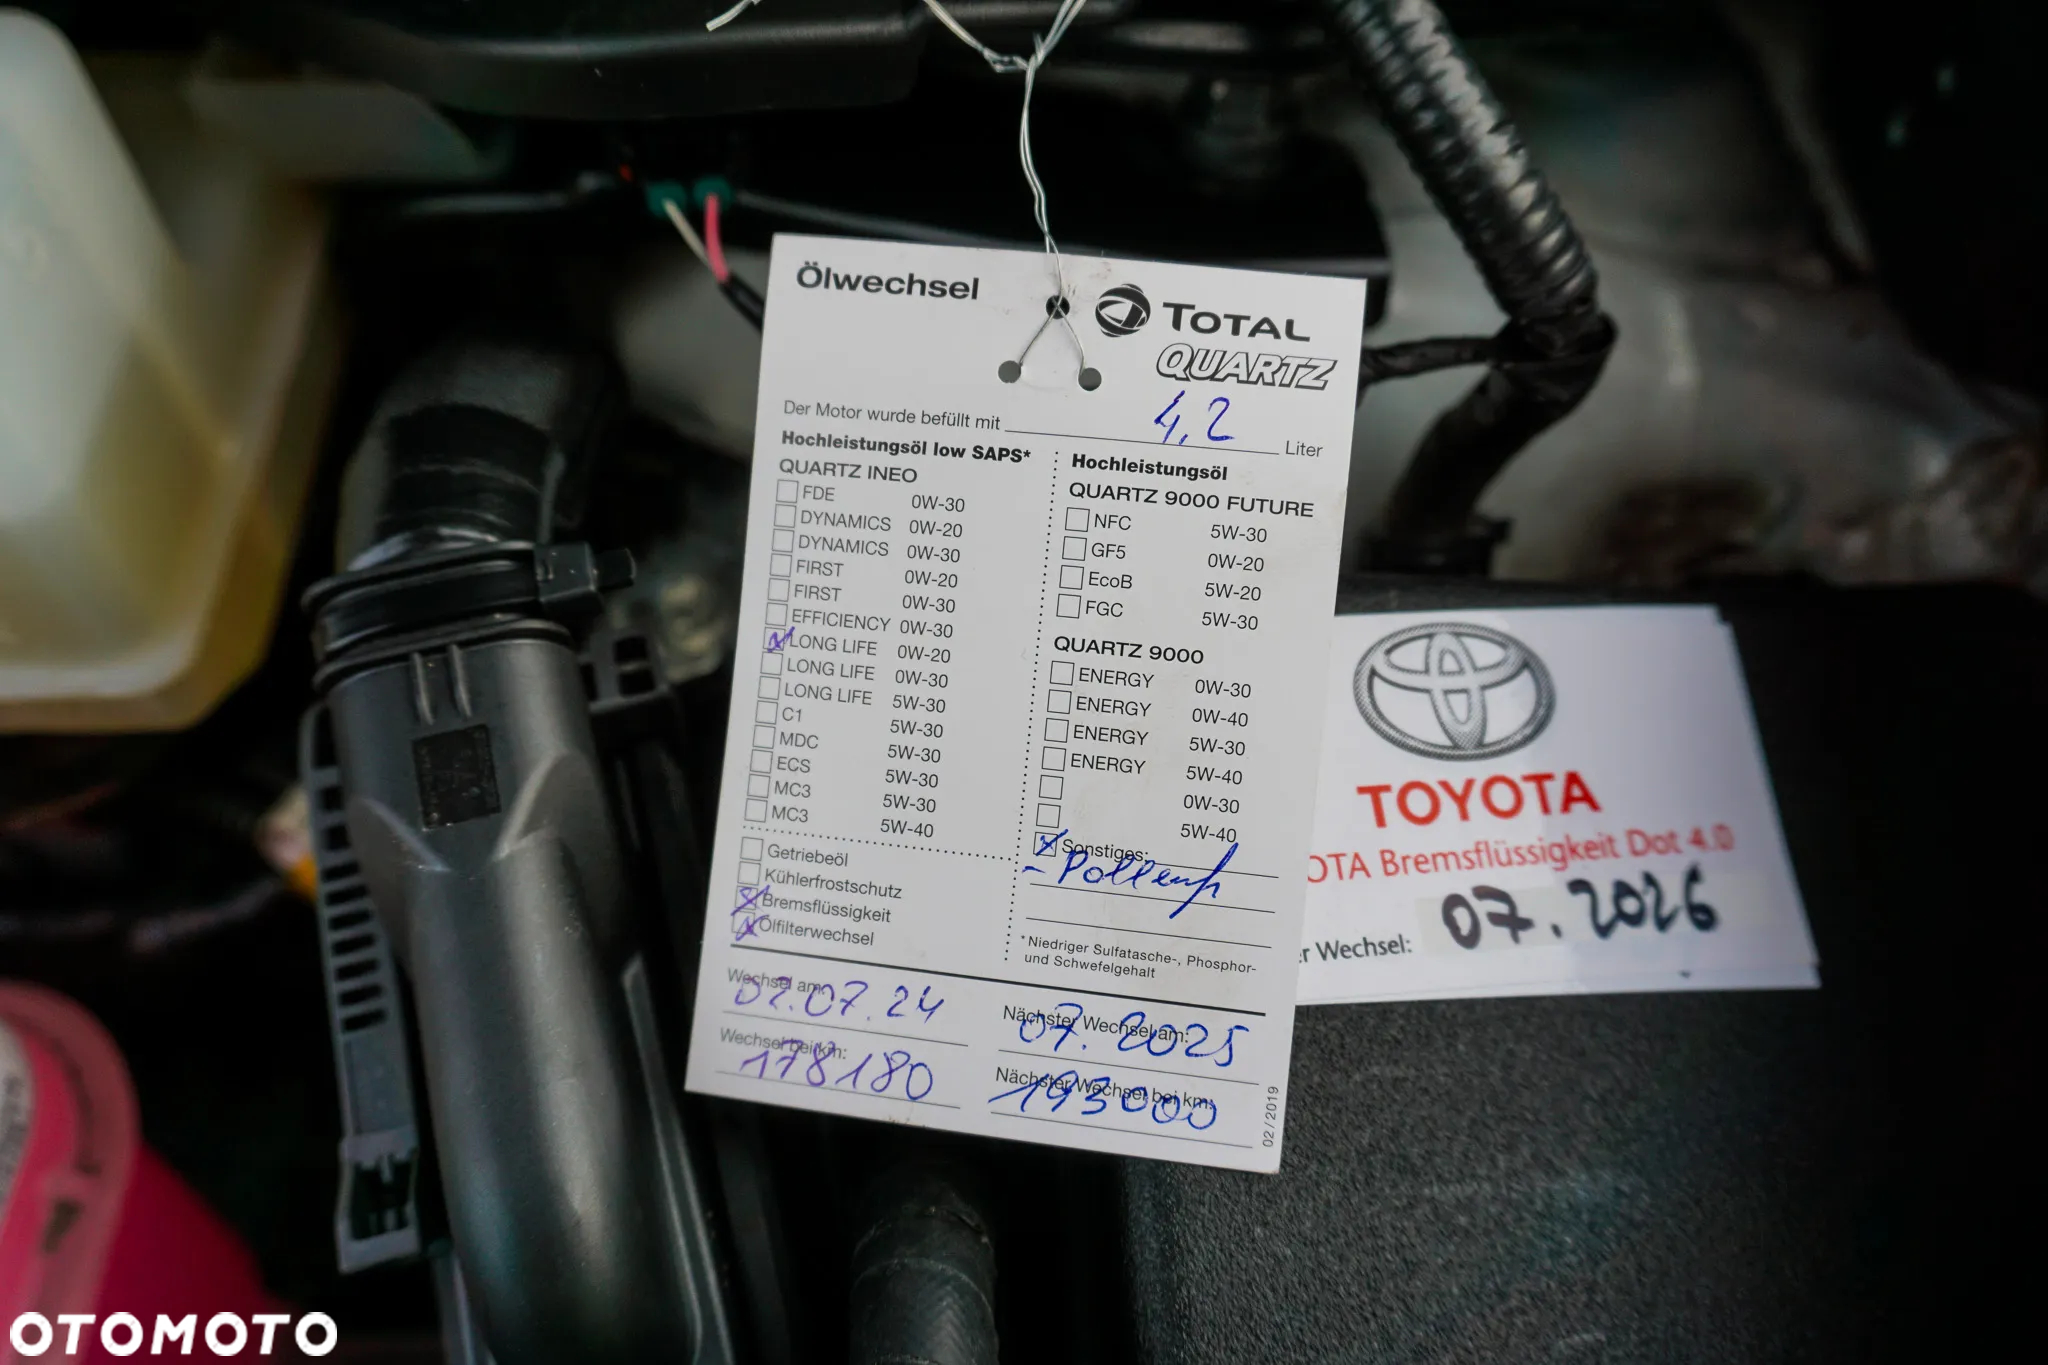 Ölwechsel
TOTAL
QUARTZ
Der Motor wurde befüllt mit 4,2 Liter
Hochleistungsöl low SAPS*
QUARTZ INEO
FDE 0W-30
DYNAMICS 0W-20
DYNAMICS 0W-30
FIRST 0W-20
FIRST 0W-30
EFFICIENCY 0W-30
LONG LIFE 0W-20
LONG LIFE 0W-30
LONG LIFE 5W-30
C1 5W-30
MDC 5W-30
ECS 5W-30
MC3 5W-30
MC3 5W-40
Getriebeöl
Kühlerfrostschutz
Bremsflüssigkeit
Ölfilterwechsel
Hochleistungsöl
QUARTZ 9000 FUTURE
NFC 5W-30
GF5 0W-20
EcoB 5W-20
FGC 5W-30
QUARTZ 9000
ENERGY 0W-30
ENERGY 0W-40
ENERGY 5W-30
ENERGY 5W-40
0W-30
5W-40
Sonstiges:
* Niedriger Sulfatasche-, Phosphor-
und Schwefelgehalt
Wechsel am: 07.24
Wechsel bei km: 178180
Nächster Wechsel am: 07.2025
Nächster Wechsel bei km: 193000
02/2019
TOYOTA
OTA Bremsflüssigkeit Dot 4.0
r Wechsel: 07.2026
OTOMOTO